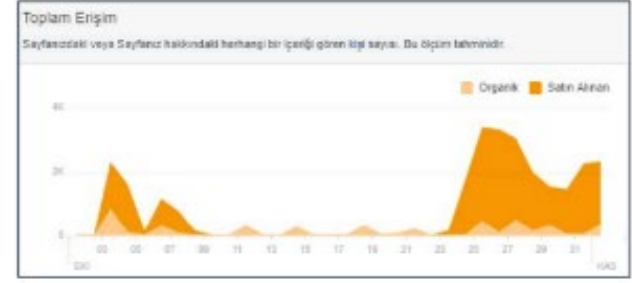 Toplam Erişim
Sayfanızdaki veya Sayfanız hakkındaki herhangi bir içeriği gören kişi sayısı. Bu ölçüm tahminidir.
Organik Satın Alınan
4K
2K
0
03 05 07 09 11 13 15 17 19 21 23 25 27 29 31
EKİ KAS